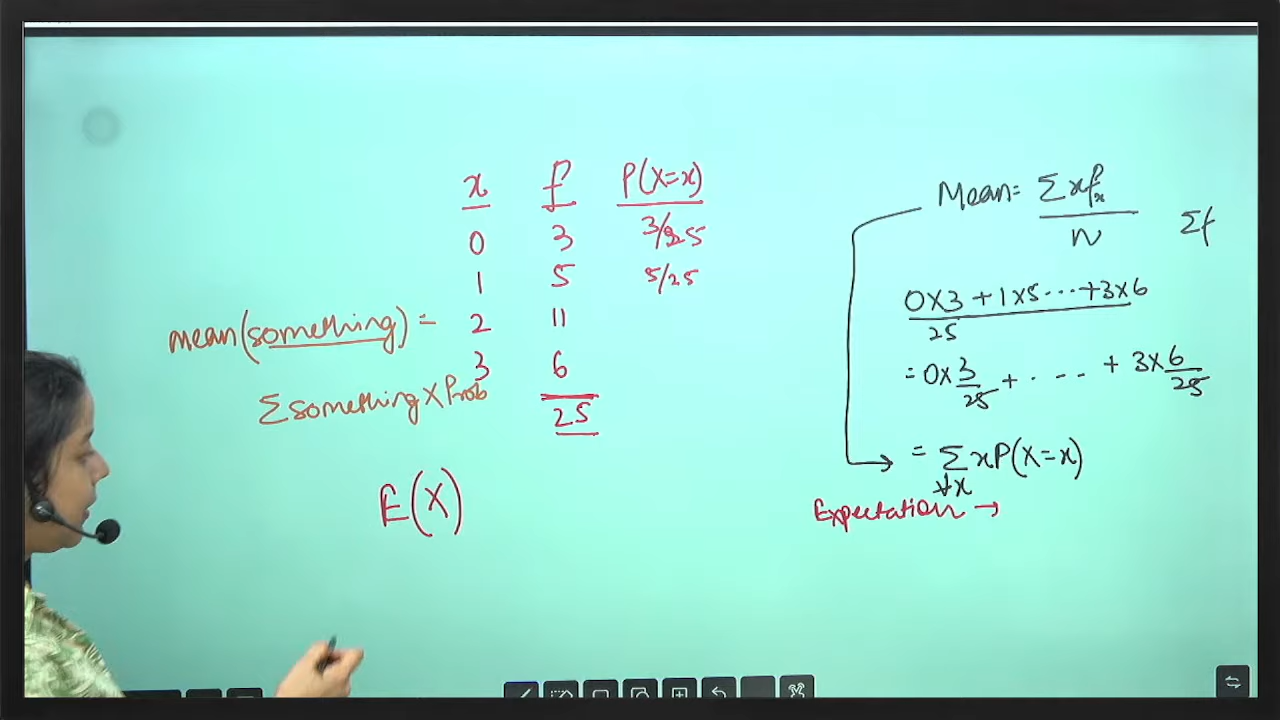 x f P(X=x)
0 3 3/25
1 5 5/25
mean(something) = 2 11
3 6
Σsomething×Prob
25
E(X)
Mean= Σxfₓ
N
Σf
0×3+1×5...+3×6
25
=0×3/25+ . - - - + 3×6/25
= Σ xP(X=x)
∀x
Expectation →